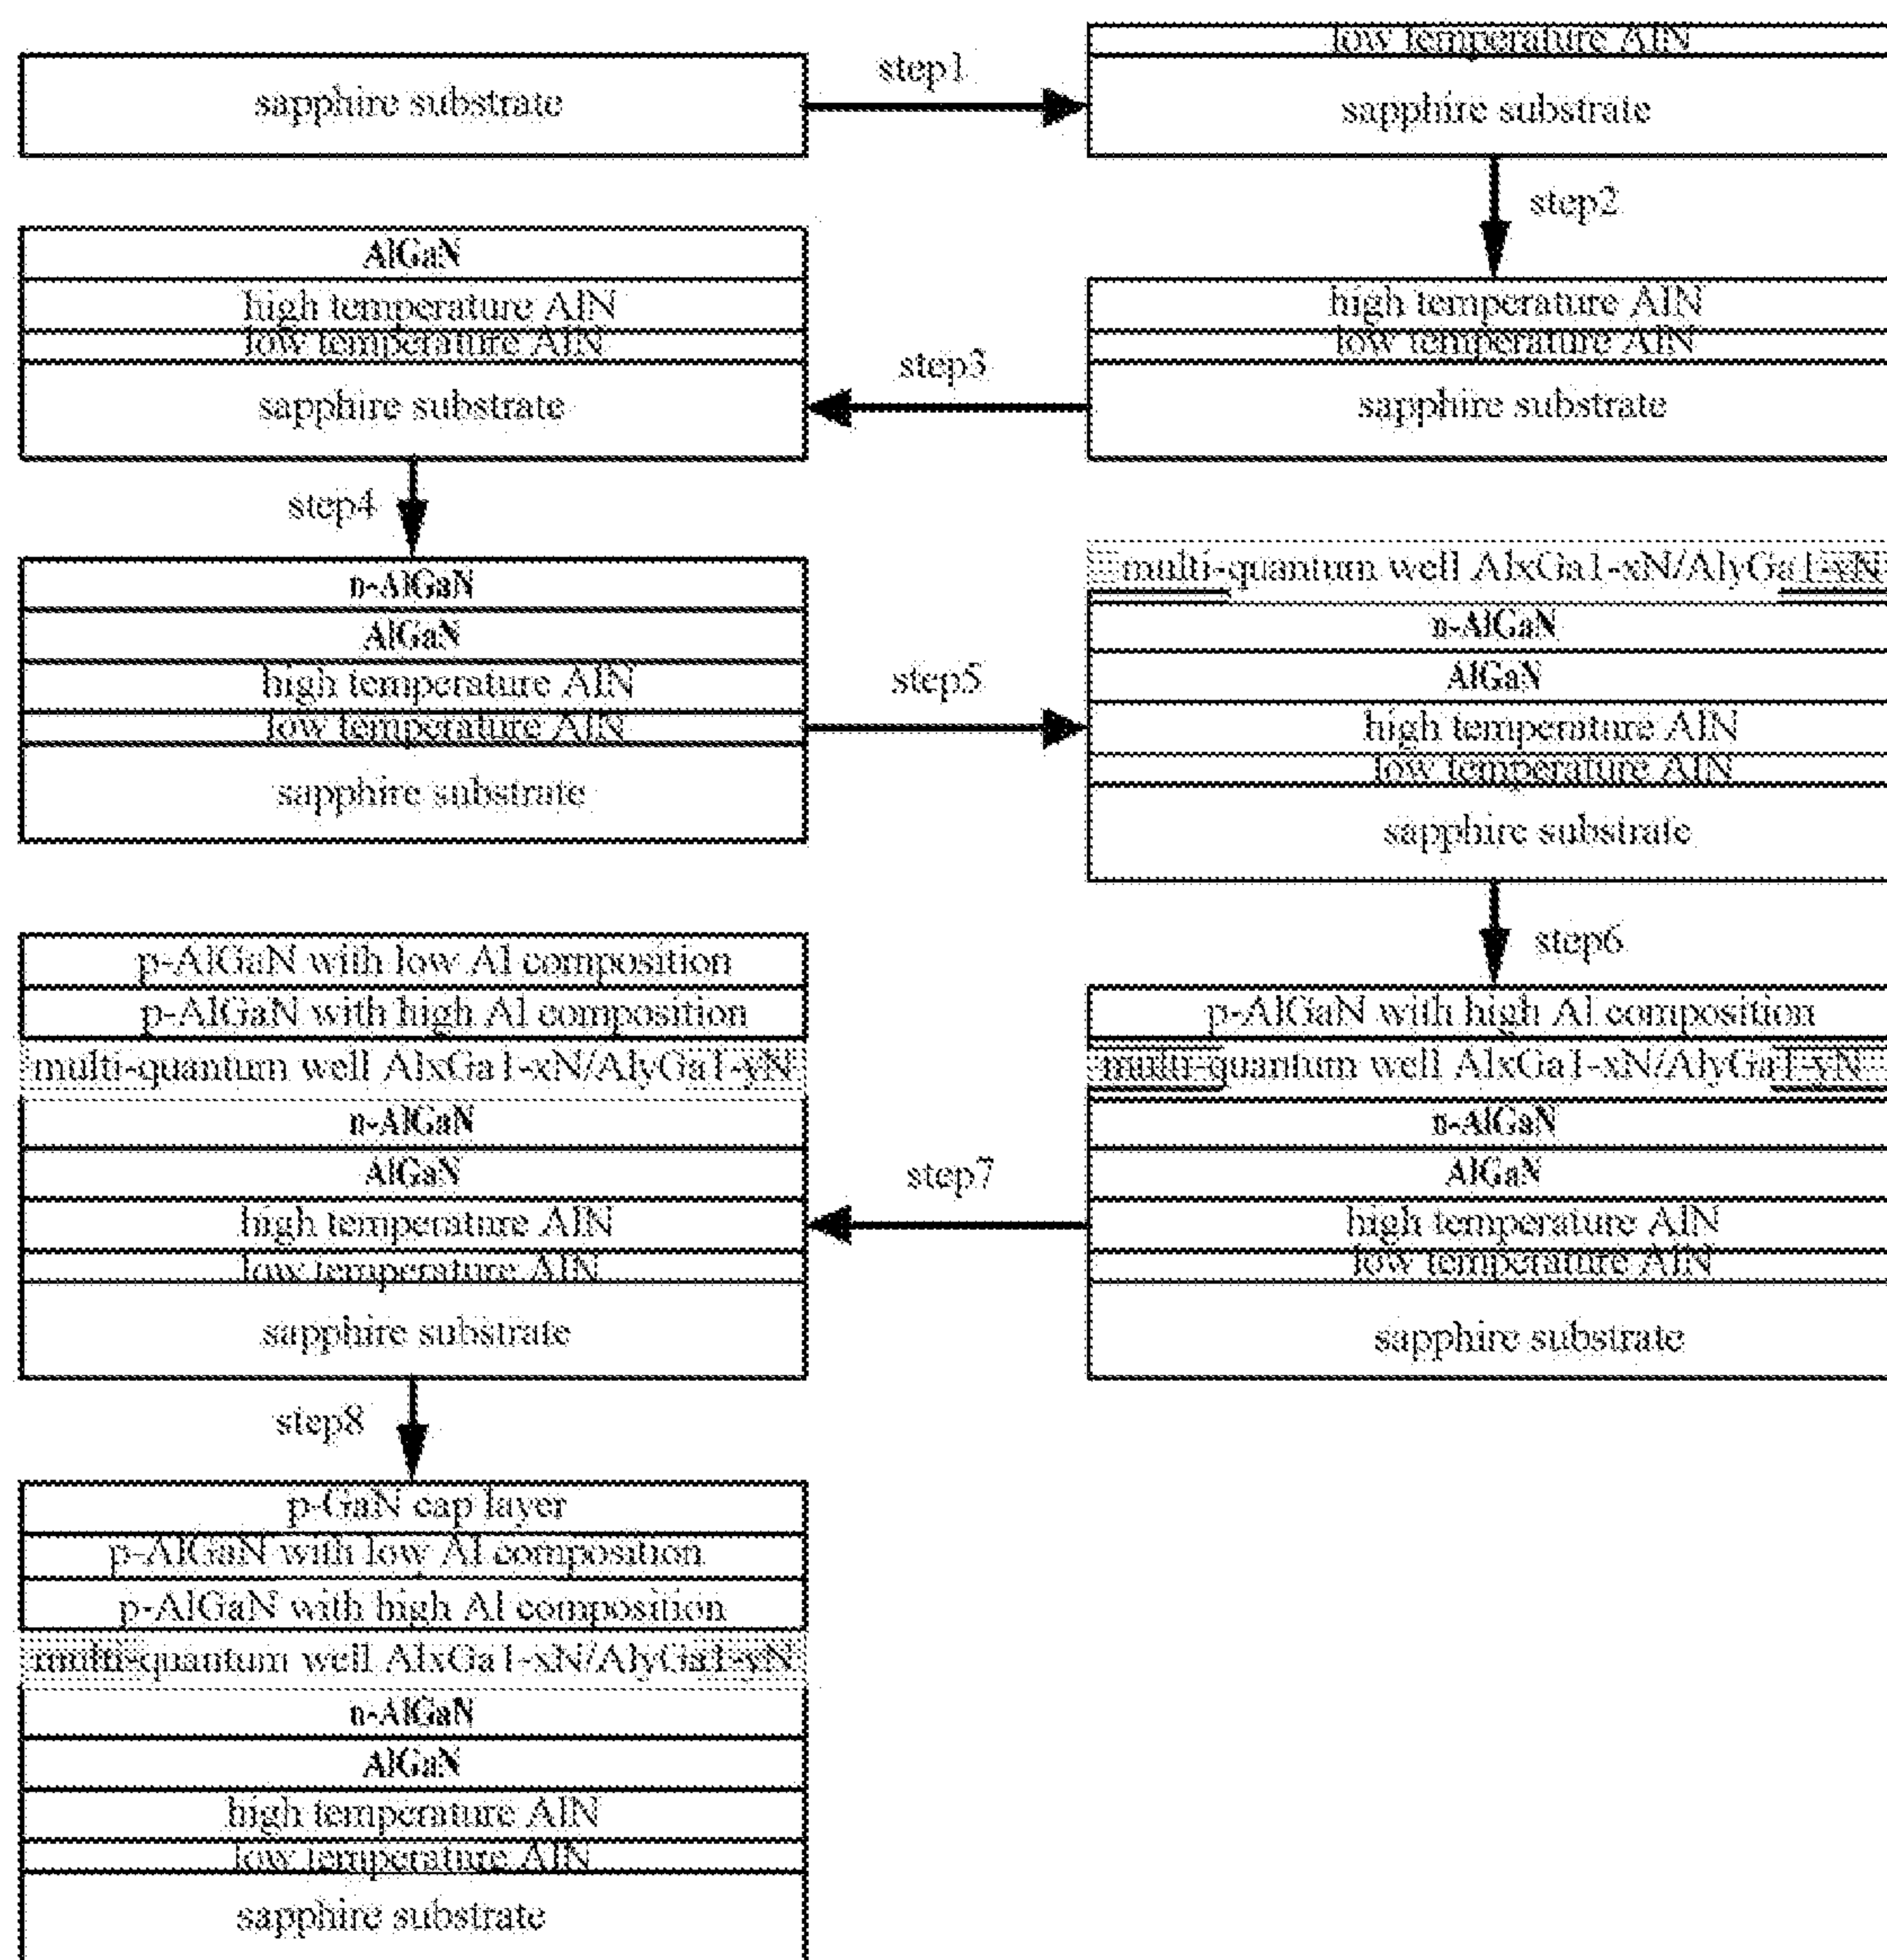 sapphire substrate
step1
low temperature AlN
sapphire substrate
step2
high temperature AlN
low temperature AlN
sapphire substrate
step3
AlGaN
high temperature AlN
low temperature AlN
sapphire substrate
step4
n-AlGaN
AlGaN
high temperature AlN
low temperature AlN
sapphire substrate
step5
multi-quantum well AlxGa1-xN/AlyGa1-yN
n-AlGaN
AlGaN
high temperature AlN
low temperature AlN
sapphire substrate
step6
p-AlGaN with high Al composition
multi-quantum well AlxGa1-xN/AlyGa1-yN
n-AlGaN
AlGaN
high temperature AlN
low temperature AlN
sapphire substrate
step7
p-AlGaN with low Al composition
p-AlGaN with high Al composition
multi-quantum well AlxGa1-xN/AlyGa1-yN
n-AlGaN
AlGaN
high temperature AlN
low temperature AlN
sapphire substrate
step8
p-GaN cap layer
p-AlGaN with low Al composition
p-AlGaN with high Al composition
multi-quantum well AlxGa1-xN/AlyGa1-yN
n-AlGaN
AlGaN
high temperature AlN
low temperature AlN
sapphire substrate